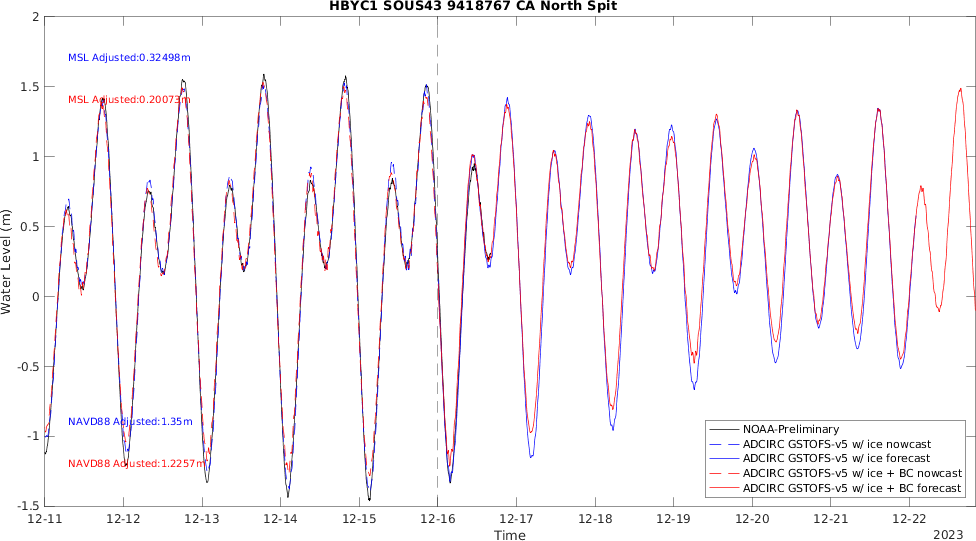 HBYC1 SOUS43 9418767 CA North Spit
2
1.5
1
0.5
0
-0.5
-1
-1.5
Water Level (m)
MSL Adjusted:0.32498m
MSL Adjusted:0.20073m
NAVD88 Adjusted:1.35m
NAVD88 Adjusted:1.2257m
NOAA-Preliminary
ADCIRC GSTOFS-v5 w/ ice nowcast
ADCIRC GSTOFS-v5 w/ ice forecast
ADCIRC GSTOFS-v5 w/ ice + BC nowcast
ADCIRC GSTOFS-v5 w/ ice + BC forecast
12-11 12-12 12-13 12-14 12-15 12-16 12-17 12-18 12-19 12-20 12-21 12-22
Time
2023